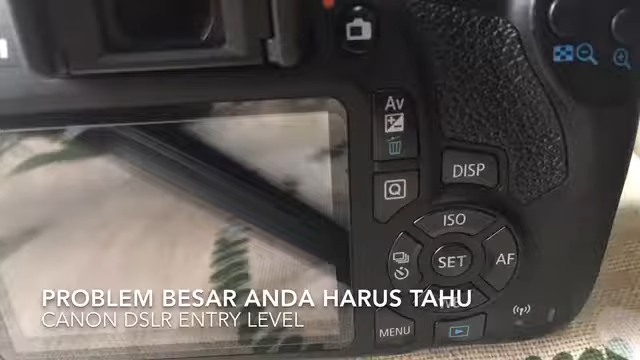 Av
DISP
Q
ISO
SET
AF
PROBLEM BESAR ANDA HARUS TAHU
CANON DSLR ENTRY LEVEL
MENU